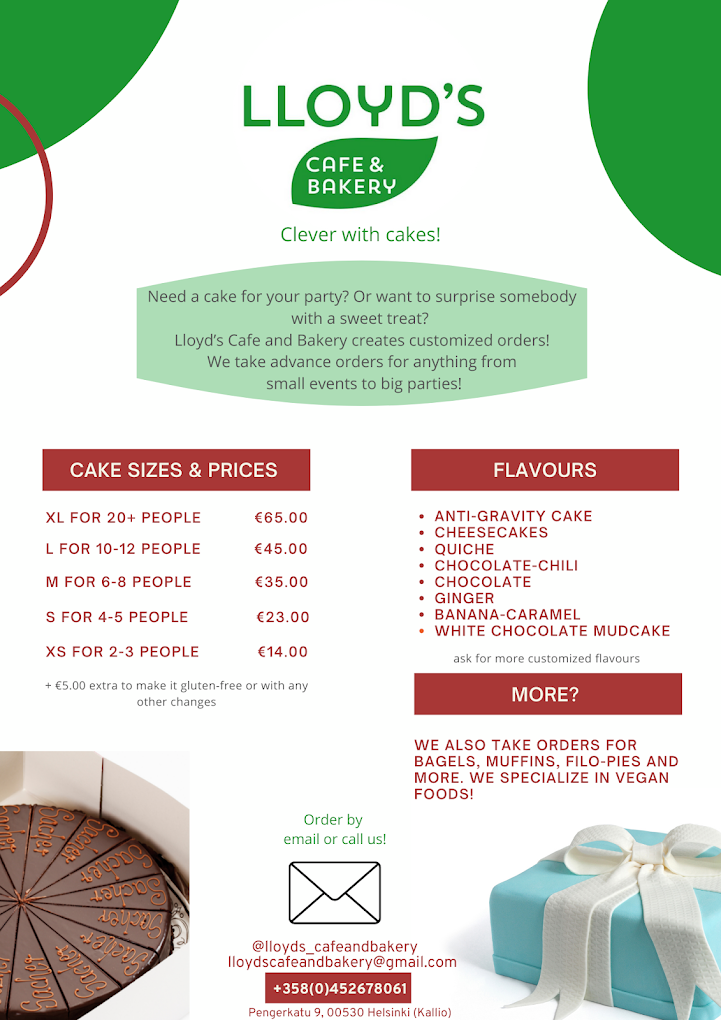 LLOYD'S
CAFE &
BAKERY
Clever with cakes!
Need a cake for your party? Or want to surprise somebody
with a sweet treat?
Lloyd's Cafe and Bakery creates customized orders!
We take advance orders for anything from
small events to big parties!
CAKE SIZES & PRICES
XL FOR 20+ PEOPLE €65.00
L FOR 10-12 PEOPLE €45.00
M FOR 6-8 PEOPLE €35.00
S FOR 4-5 PEOPLE €23.00
XS FOR 2-3 PEOPLE €14.00
+ €5.00 extra to make it gluten-free or with any
other changes
FLAVOURS
• ANTI-GRAVITY CAKE
• CHEESECAKES
• QUICHE
• CHOCOLATE-CHILI
• CHOCOLATE
• GINGER
• BANANA-CARAMEL
• WHITE CHOCOLATE MUDCAKE
ask for more customized flavours
MORE?
WE ALSO TAKE ORDERS FOR
BAGELS, MUFFINS, FILO-PIES AND
MORE. WE SPECIALIZE IN VEGAN
FOODS!
Sacher
Sacher
Sacher
Sacher
Sacher
Sacher
Order by
email or call us!
@lloyds_cafeandbakery
lloydscafeandbakery@gmail.com
+358(0)452678061
Pengerkatu 9, 00530 Helsinki (Kallio)